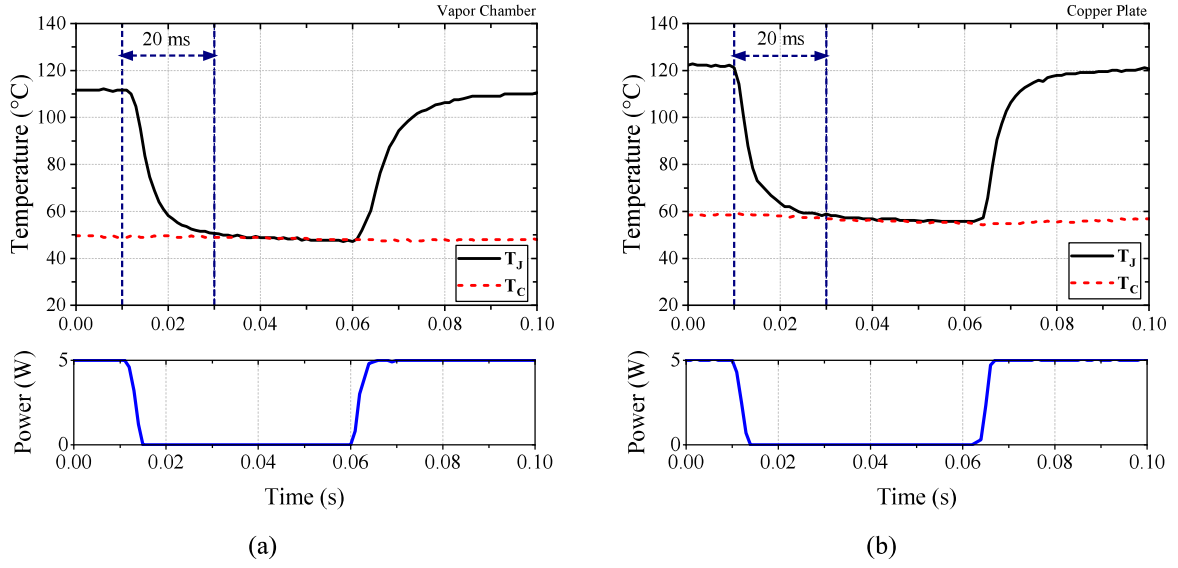 Vapor Chamber
140
120
100
80
60
40
20
Temperature (°C)
20 ms
T_J
T_C
0.00 0.02 0.04 0.06 0.08 0.10
5
0
Power (W)
0.00 0.02 0.04 0.06 0.08 0.10
Time (s)
(a)
Copper Plate
140
120
100
80
60
40
20
Temperature (°C)
20 ms
T_J
T_C
0.00 0.02 0.04 0.06 0.08 0.10
5
0
Power (W)
0.00 0.02 0.04 0.06 0.08 0.10
Time (s)
(b)